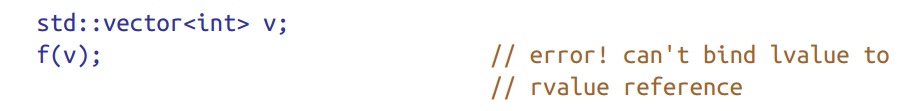 std::vector<int> v;
f(v); // error! can't bind lvalue to
// rvalue reference